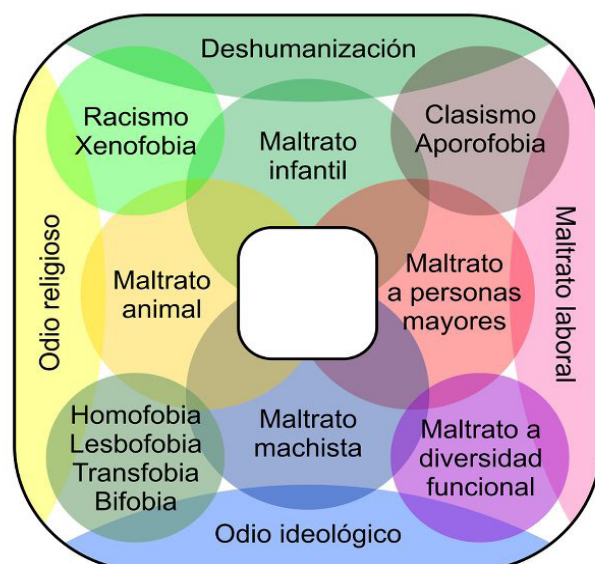 Deshumanización
Racismo
Xenofobia
Clasismo
Aporofobia
Maltrato
infantil
Odio religioso
Maltrato
animal
Maltrato
a personas
mayores
Maltrato laboral
Homofobia
Lesbofobia
Transfobia
Bifobia
Maltrato
machista
Maltrato a
diversidad
funcional
Odio ideológico